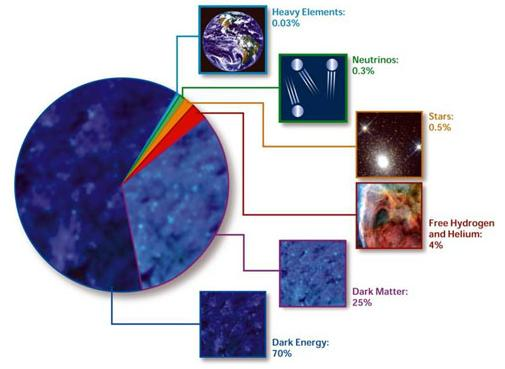 Heavy Elements:
0.03%
Neutrinos:
0.3%
Stars:
0.5%
Free Hydrogen
and Helium:
4%
Dark Matter:
25%
Dark Energy:
70%